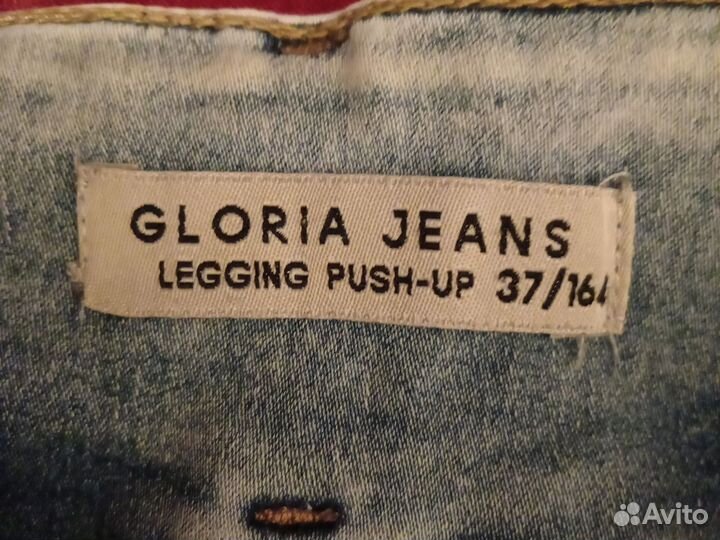 GLORIA JEANS
LEGGING PUSH-UP 37/164
Avito